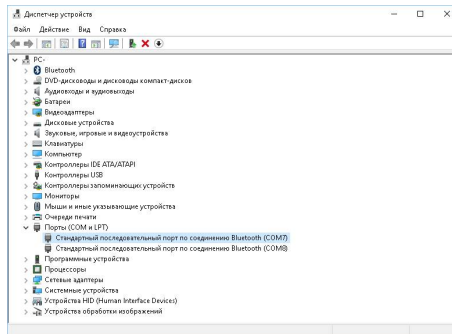 Диспетчер устройств
Файл Действие Вид Справка
PC-
Bluetooth
DVD-дисководы и дисководы компакт-дисков
Аудиовходы и аудиовыходы
Батареи
Видеоадаптеры
Дисковые устройства
Звуковые, игровые и видеоустройства
Клавиатуры
Компьютер
Контроллеры IDE ATA/ATAPI
Контроллеры USB
Контроллеры запоминающих устройств
Мониторы
Мыши и иные указывающие устройства
Очереди печати
Порты (COM и LPT)
Стандартный последовательный порт по соединению Bluetooth (COM7)
Стандартный последовательный порт по соединению Bluetooth (COM8)
Программные устройства
Процессоры
Сетевые адаптеры
Системные устройства
Устройства HID (Human Interface Devices)
Устройства обработки изображений